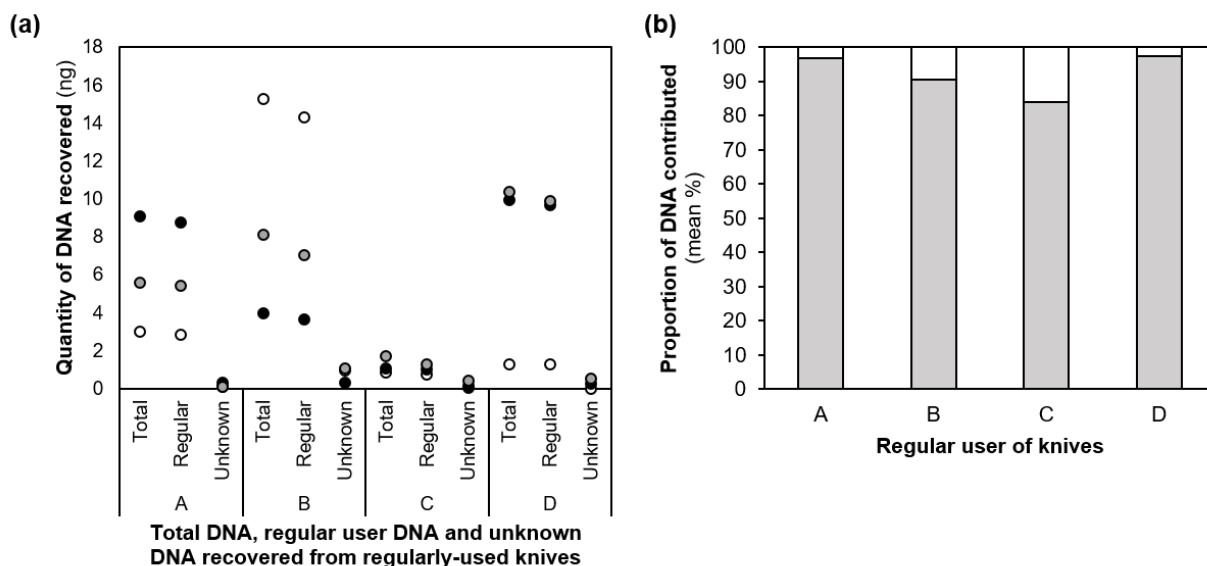 (a)
Quantity of DNA recovered (ng)
18
16
14
12
10
8
6
4
2
0
Total
Regular
Unknown
Total
Regular
Unknown
Total
Regular
Unknown
Total
Regular
Unknown
A
B
C
D
Total DNA, regular user DNA and unknown
DNA recovered from regularly-used knives
(b)
Proportion of DNA contributed
(mean %)
100
90
80
70
60
50
40
30
20
10
0
A
B
C
D
Regular user of knives